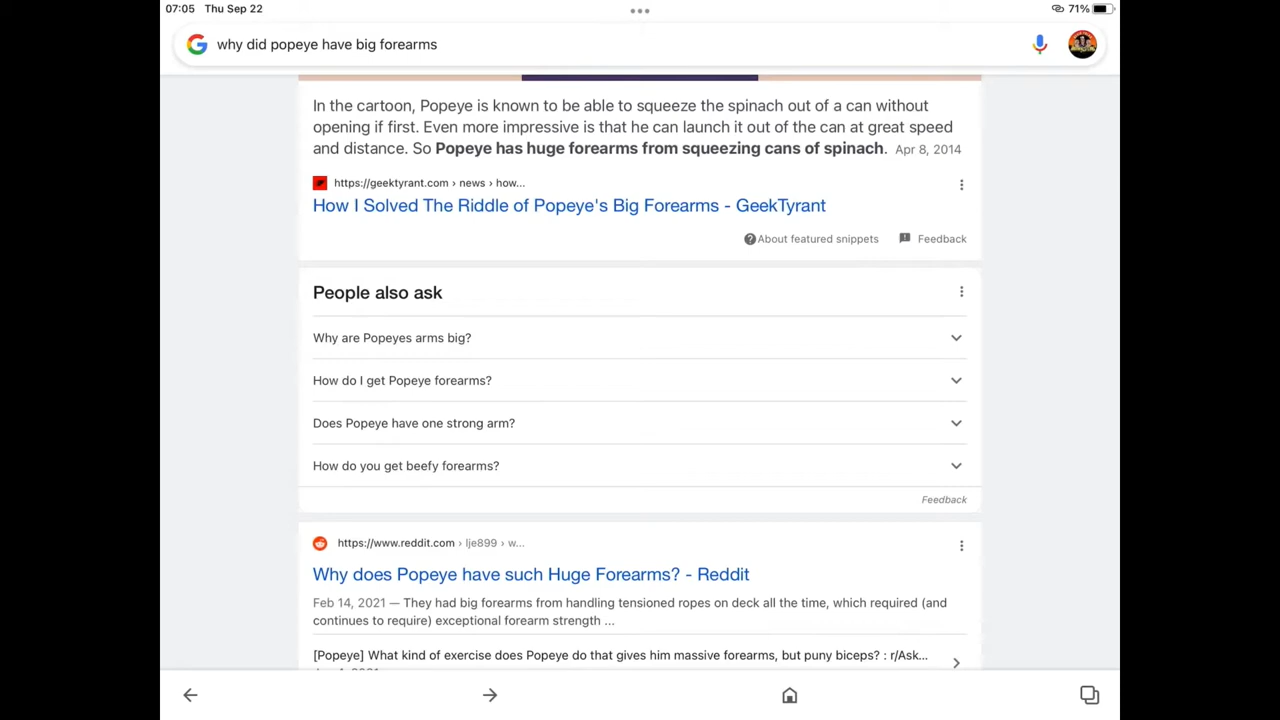 07:05 Thu Sep 22
71%
why did popeye have big forearms
In the cartoon, Popeye is known to be able to squeeze the spinach out of a can without
opening if first. Even more impressive is that he can launch it out of the can at great speed
and distance. So Popeye has huge forearms from squeezing cans of spinach. Apr 8, 2014
https://geektyrant.com › news › how...
How I Solved The Riddle of Popeye's Big Forearms - GeekTyrant
About featured snippets Feedback
People also ask
Why are Popeyes arms big?
How do I get Popeye forearms?
Does Popeye have one strong arm?
How do you get beefy forearms?
Feedback
https://www.reddit.com › lje899 › w...
Why does Popeye have such Huge Forearms? - Reddit
Feb 14, 2021 — They had big forearms from handling tensioned ropes on deck all the time, which required (and
continues to require) exceptional forearm strength ...
[Popeye] What kind of exercise does Popeye do that gives him massive forearms, but puny biceps? : r/Ask...